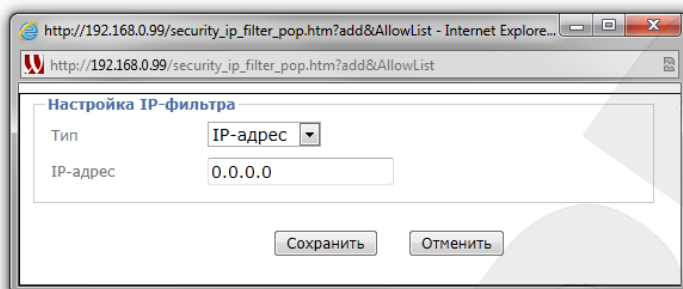 http://192.168.0.99/security_ip_filter_pop.htm?add&AllowList - Internet Explore...
http://192.168.0.99/security_ip_filter_pop.htm?add&AllowList
Настройка IP-фильтра
Тип IP-адрес
IP-адрес 0.0.0.0
Сохранить Отменить